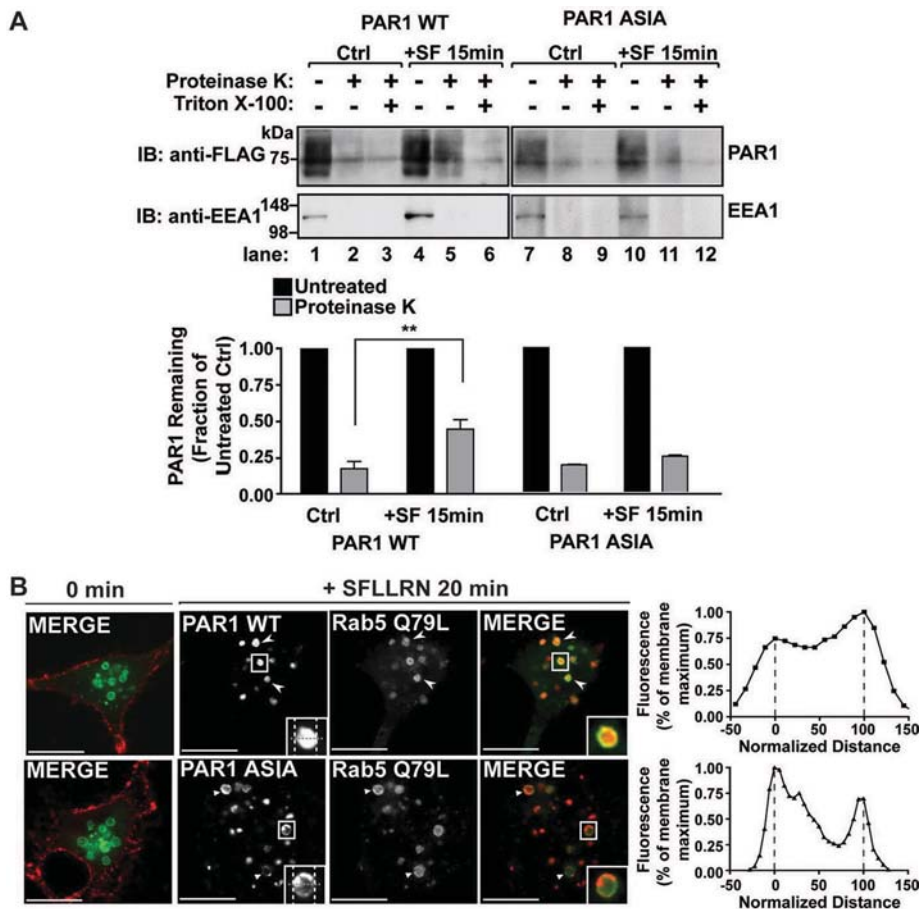 A
PAR1 WT PAR1 ASIA
Ctrl +SF 15min Ctrl +SF 15min
Proteinase K: - + + - + + - + + - + +
Triton X-100: - - + - - + - - + - - +
kDa
IB: anti-FLAG 75 PAR1
148
IB: anti-EEA1 EEA1
98
lane: 1 2 3 4 5 6 7 8 9 10 11 12
Untreated
Proteinase K
**
PAR1 Remaining
(Fraction of
Untreated Ctrl)
1.00
0.75
0.50
0.25
0.00
Ctrl +SF 15min Ctrl +SF 15min
PAR1 WT PAR1 ASIA
B
0 min + SFLLRN 20 min
MERGE PAR1 WT Rab5 Q79L MERGE
Fluorescence
(% of membrane
maximum)
1.00
0.75
0.50
0.25
0.00
-50 0 50 100 150
Normalized Distance
MERGE PAR1 ASIA Rab5 Q79L MERGE
Fluorescence
(% of membrane
maximum)
1.00
0.75
0.50
0.25
0.00
-50 0 50 100 150
Normalized Distance